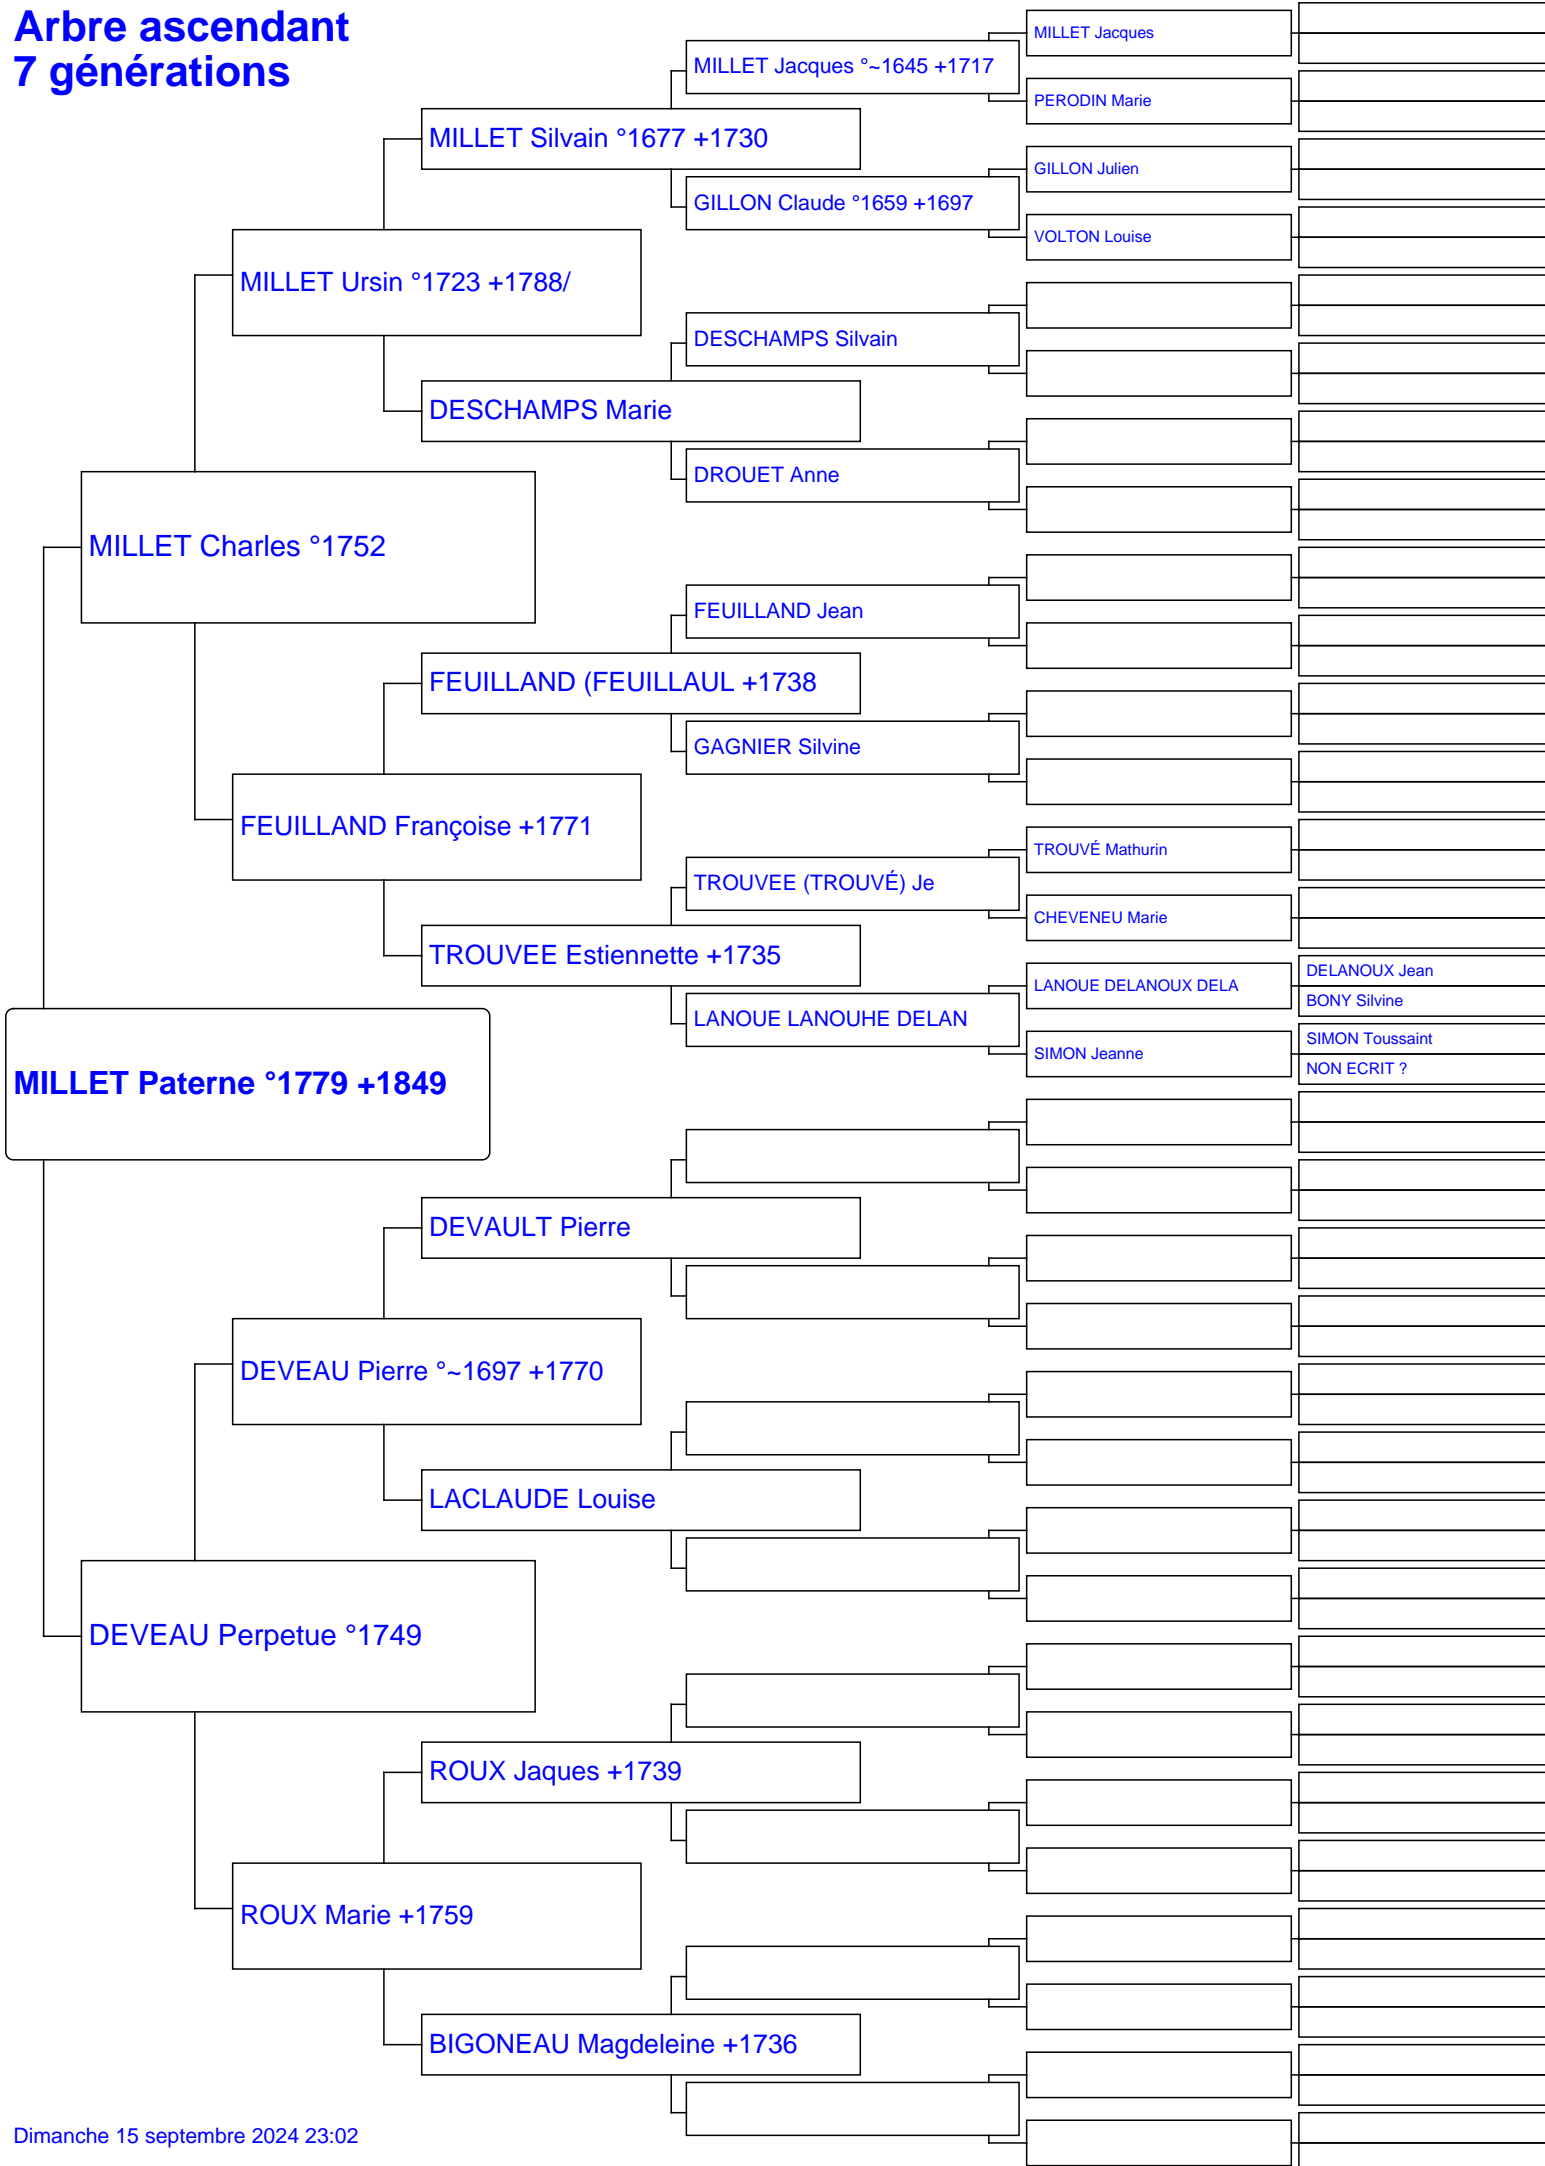 Arbre ascendant
7 générations
MILLET Jacques
MILLET Jacques °~1645 +1717
PERODIN Marie
MILLET Silvain °1677 +1730
GILLON Julien
GILLON Claude °1659 +1697
VOLTON Louise
MILLET Ursin °1723 +1788/
DESCHAMPS Silvain
DESCHAMPS Marie
DROUET Anne
MILLET Charles °1752
FEUILLAND Jean
FEUILLAND (FEUILLAUL +1738
GAGNIER Silvine
FEUILLAND Françoise +1771
TROUVÉ Mathurin
TROUVEE (TROUVÉ) Je
CHEVENEU Marie
TROUVEE Estiennette +1735
DELANOUX Jean
LANOUE DELANOUX DELA
BONY Silvine
LANOUE LANOUHE DELAN
SIMON Toussaint
SIMON Jeanne
NON ECRIT ?
MILLET Paterne °1779 +1849
DEVAULT Pierre
DEVEAU Pierre °~1697 +1770
LACLAUDE Louise
DEVEAU Perpetue °1749
ROUX Jaques +1739
ROUX Marie +1759
BIGONEAU Magdeleine +1736
Dimanche 15 septembre 2024 23:02